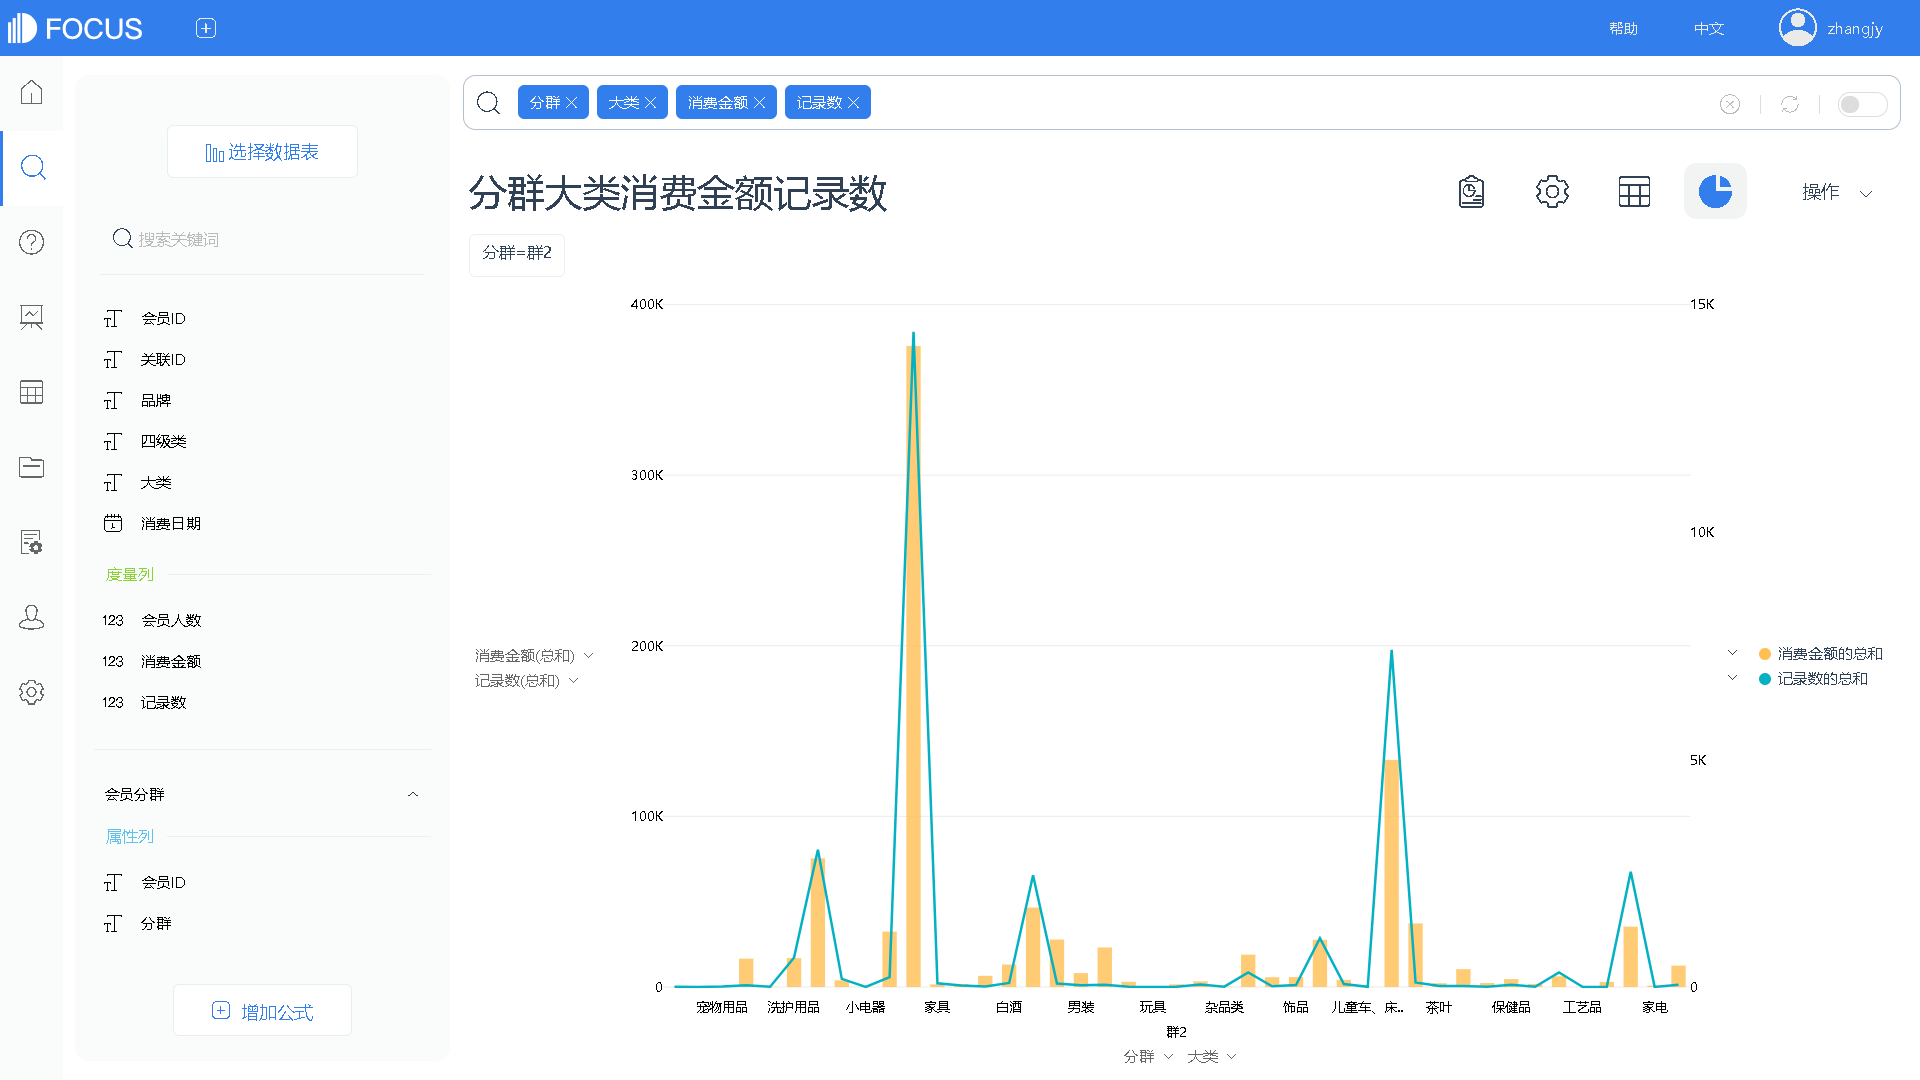 FOCUS
帮助
中文
zhangjy
选择数据表
搜索关键词
会员ID
关联ID
品牌
四级类
大类
消费日期
度量列
123 会员人数
123 消费金额
123 记录数
会员分群
属性列
会员ID
分群
增加公式
分群
大类
消费金额
记录数
分群大类消费金额记录数
操作
分群=群2
400K
300K
200K
100K
0
15K
10K
5K
0
消费金额(总和)
记录数(总和)
消费金额的总和
记录数的总和
宠物用品 洗护用品 小电器 家具 白酒 男装 玩具 杂品类 饰品 儿童车、床.. 茶叶 保健品 工艺品 家电
群2
分群 大类